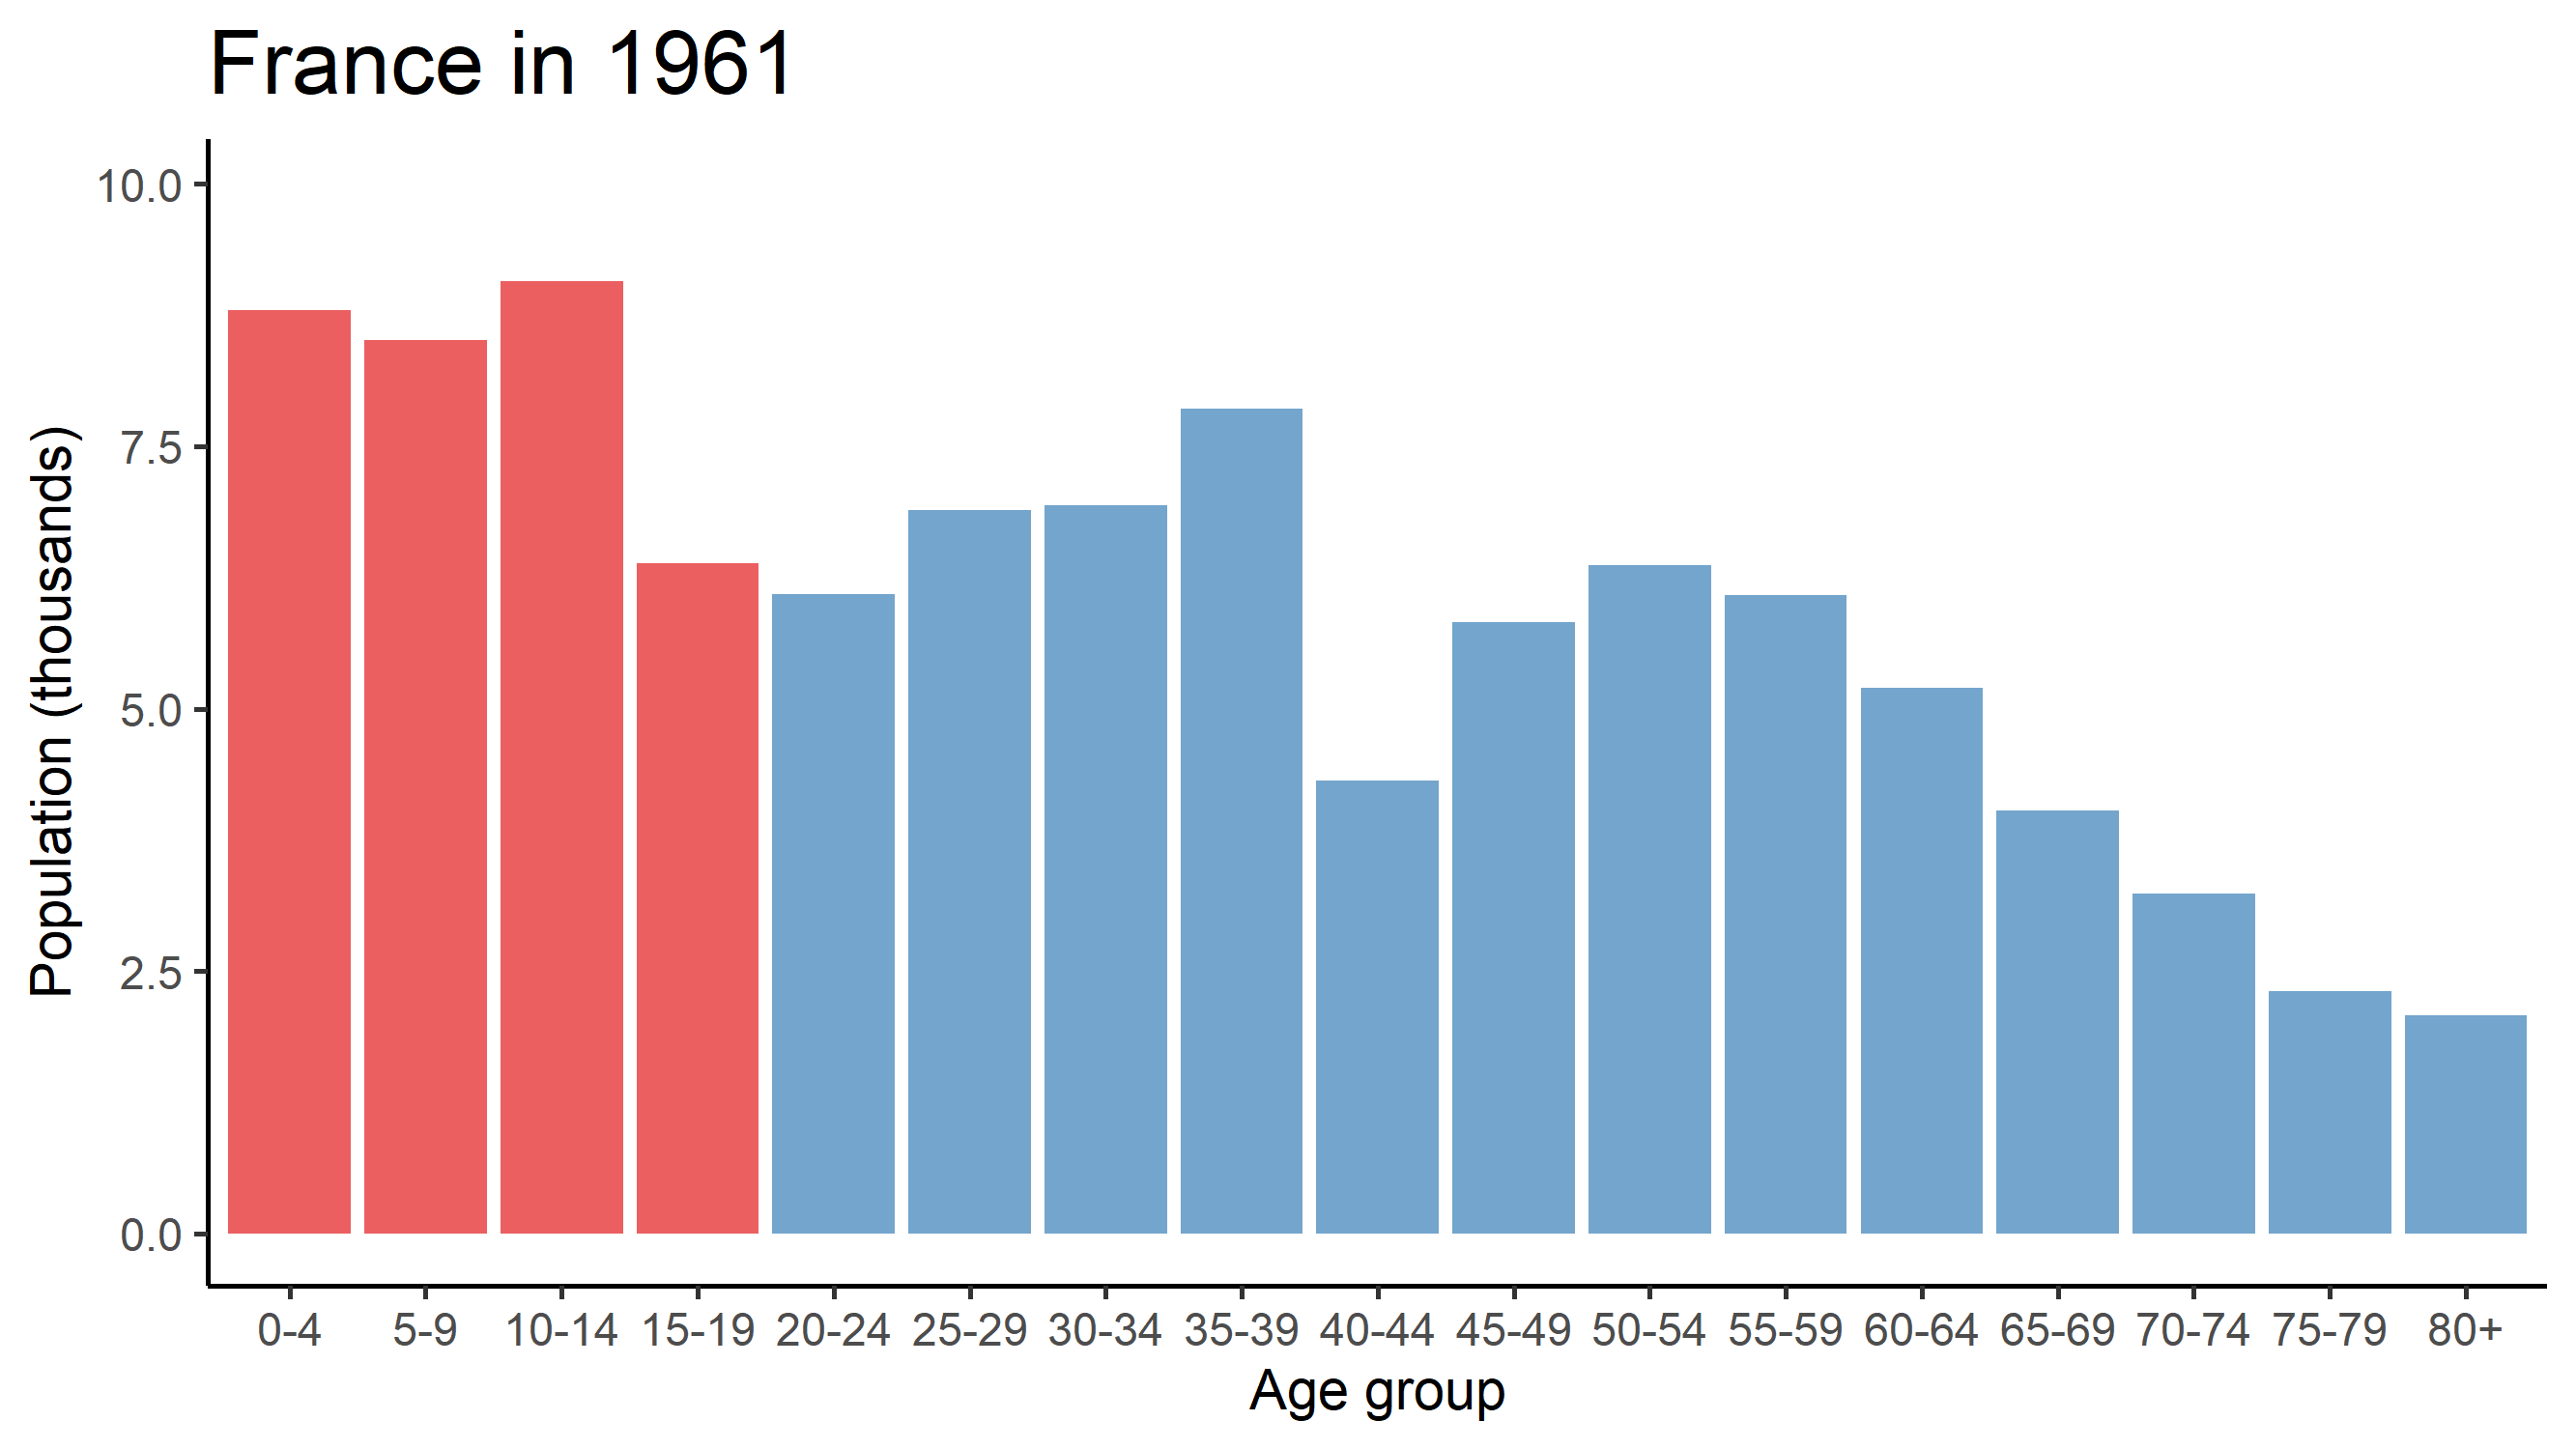 France in 1961
Population (thousands)
10.0
7.5
5.0
2.5
0.0
0-4 5-9 10-14 15-19 20-24 25-29 30-34 35-39 40-44 45-49 50-54 55-59 60-64 65-69 70-74 75-79 80+
Age group